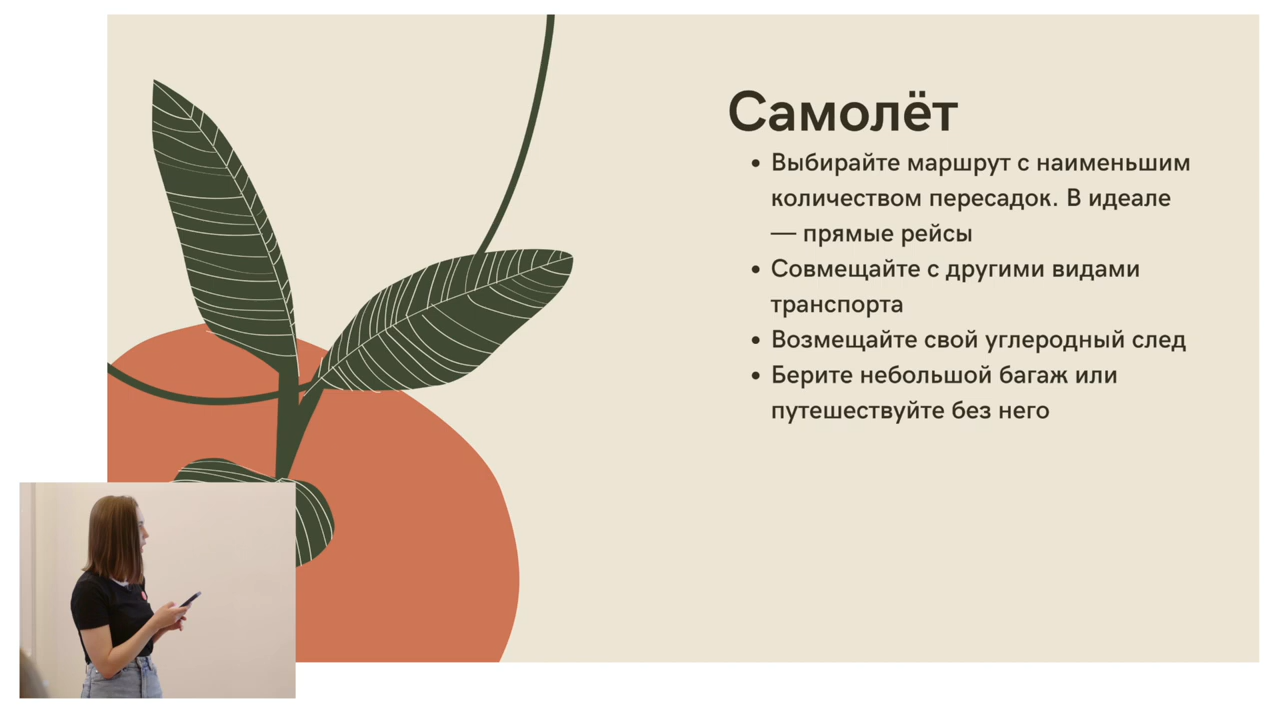 Самолёт
• Выбирайте маршрут с наименьшим
количеством пересадок. В идеале
— прямые рейсы
• Совмещайте с другими видами
транспорта
• Возмещайте свой углеродный след
• Берите небольшой багаж или
путешествуйте без него